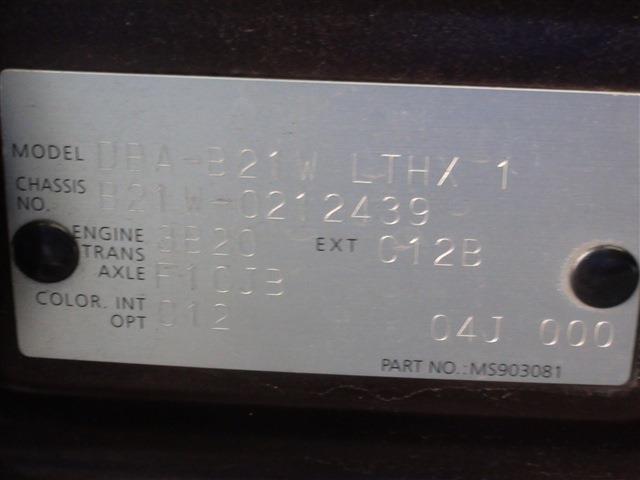 MODEL DBA-B21W LTHX 1
CHASSIS NO. B21W-0212439
ENGINE 3B20 EXT C12B
TRANS AXLE F1CJB
COLOR. INT 012
OPT 04J 000
PART NO.:MS903081